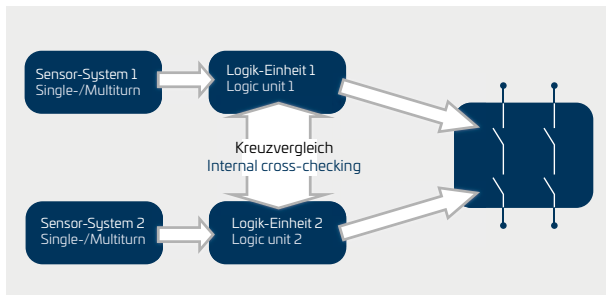 Sensor-System 1
Single-/Multiturn
Logik-Einheit 1
Logic unit 1
Kreuzvergleich
Internal cross-checking
Sensor-System 2
Single-/Multiturn
Logik-Einheit 2
Logic unit 2